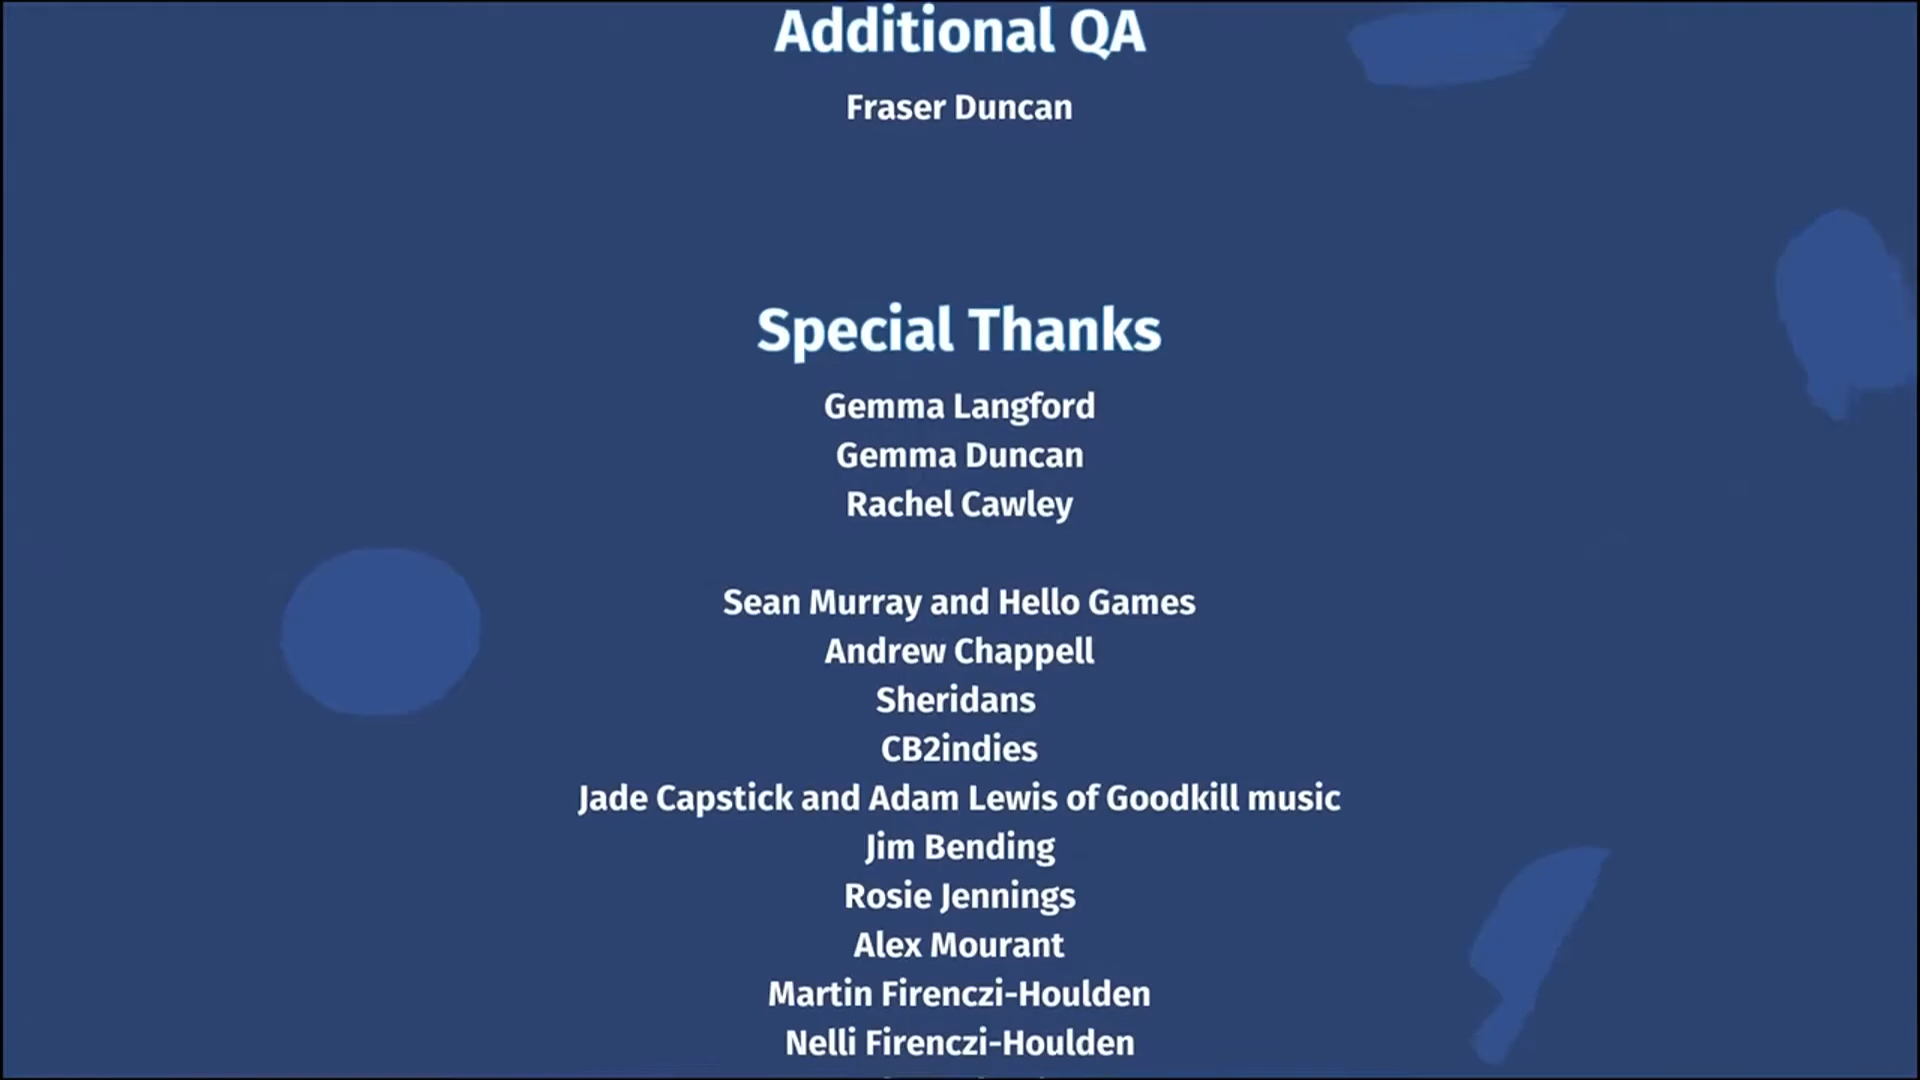 Additional QA
Fraser Duncan
Special Thanks
Gemma Langford
Gemma Duncan
Rachel Cawley
Sean Murray and Hello Games
Andrew Chappell
Sheridans
CB2indies
Jade Capstick and Adam Lewis of Goodkill music
Jim Bending
Rosie Jennings
Alex Mourant
Martin Firenczi-Houlden
Nelli Firenczi-Houlden